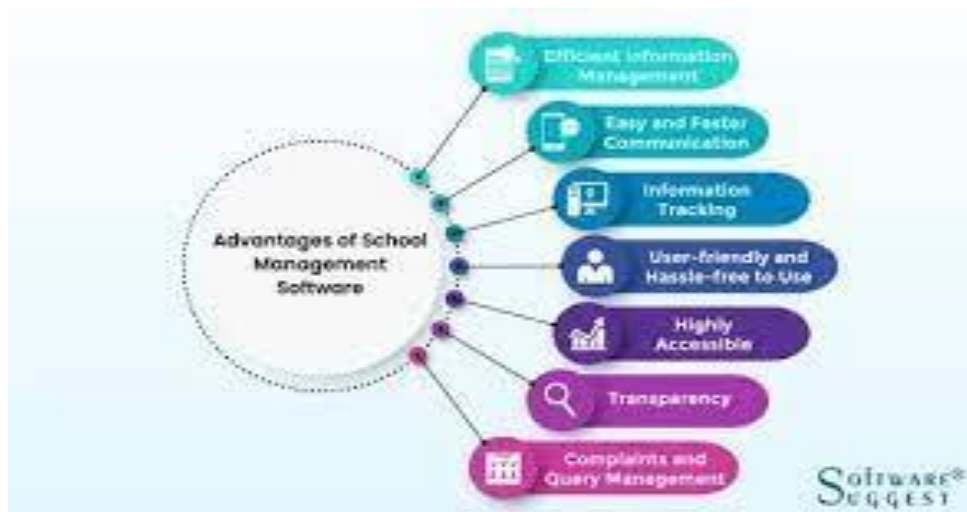 Efficient Information
Management
Easy and Faster
Communication
Information
Tracking
Advantages of School
Management
Software
User-friendly and
Hassle-free to Use
Highly
Accessible
Transparency
Complaints and
Query Management
SOFTWARE®
SUGGEST